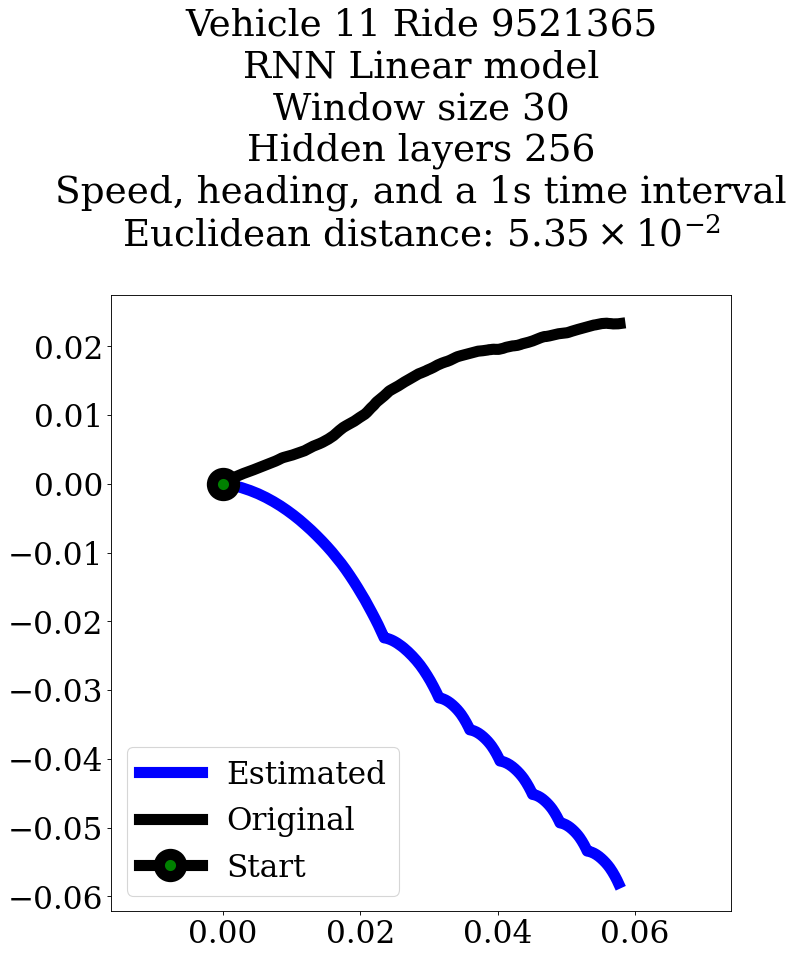 Vehicle 11 Ride 9521365
RNN Linear model
Window size 30
Hidden layers 256
Speed, heading, and a 1s time interval
Euclidean distance: 5.35 × 10⁻²
0.02
0.01
0.00
−0.01
−0.02
−0.03
−0.04
−0.05
−0.06
Estimated
Original
Start
0.00 0.02 0.04 0.06